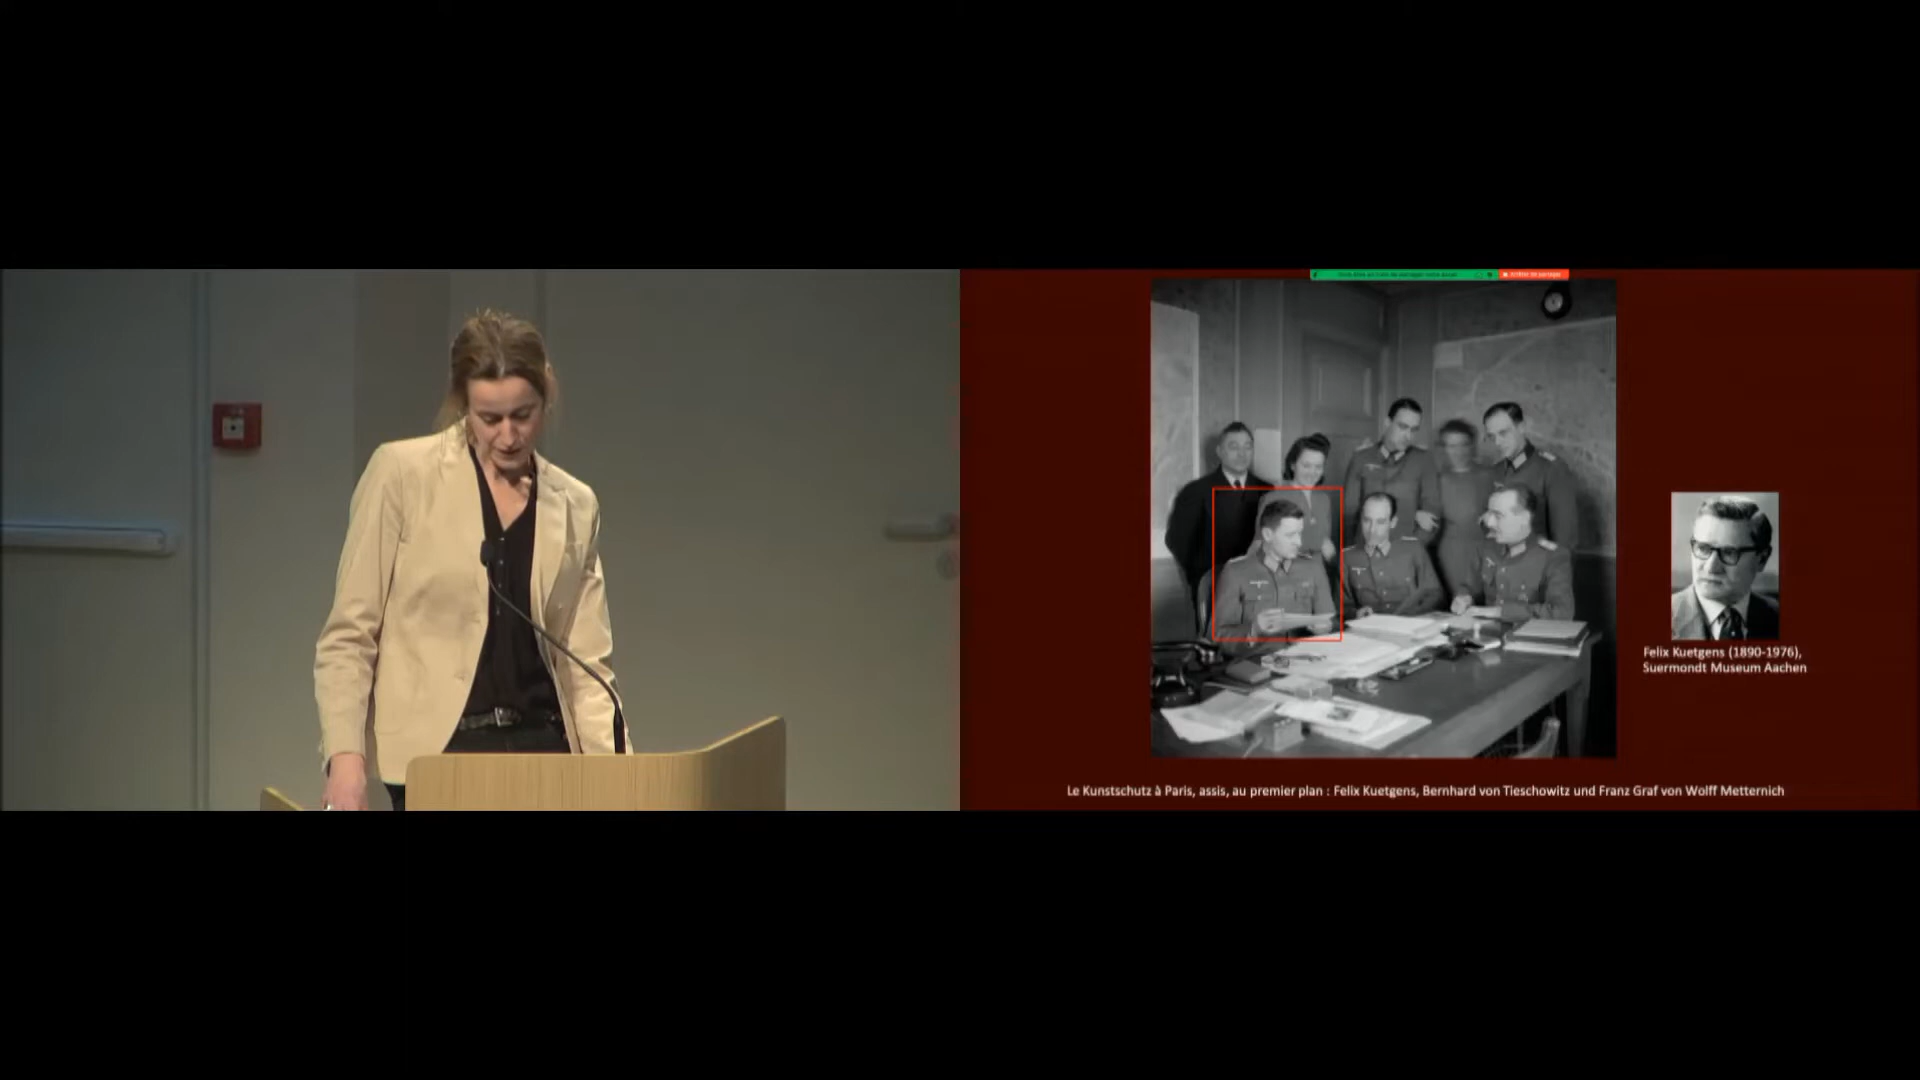 Felix Kuetgens (1890-1976),
Suermondt Museum Aachen
Le Kunstschutz à Paris, assis, au premier plan : Felix Kuetgens, Bernhard von Tieschowitz und Franz Graf von Wolff Metternich